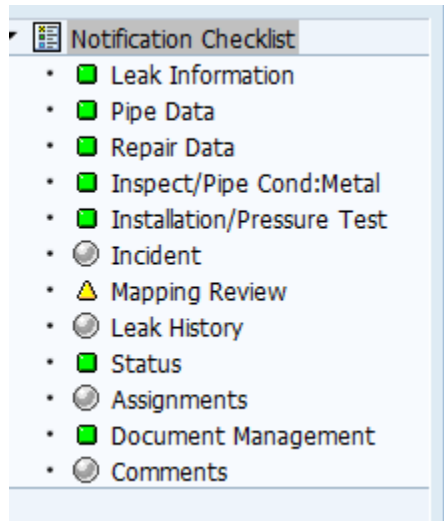 Notification Checklist
Leak Information
Pipe Data
Repair Data
Inspect/Pipe Cond:Metal
Installation/Pressure Test
Incident
Mapping Review
Leak History
Status
Assignments
Document Management
Comments